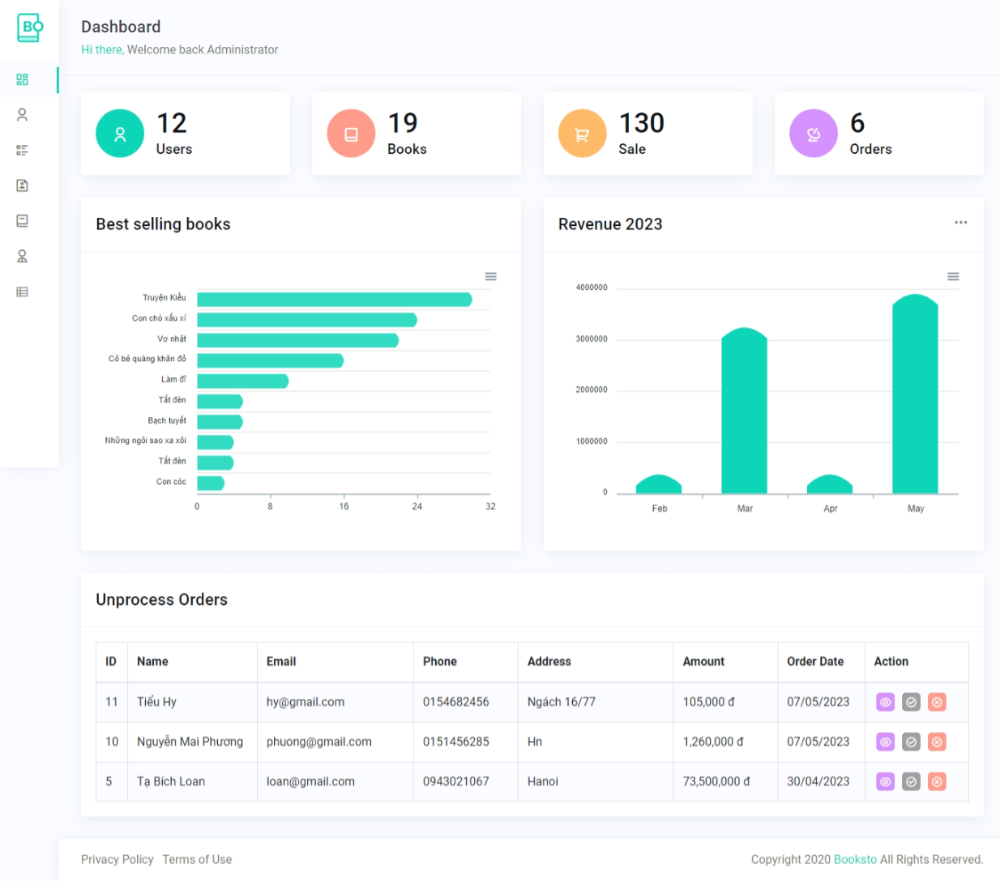 BO
Dashboard
Hi there, Welcome back Administrator
12
Users
19
Books
130
Sale
6
Orders
Best selling books
Truyện Kiều
Con chó xấu xí
Vợ nhặt
Cô bé quàng khăn đỏ
Làm đĩ
Tắt đèn
Bạch tuyết
Những ngôi sao xa xôi
Tắt đèn
Con cóc
0 8 16 24 32
Revenue 2023
4000000
3000000
2000000
1000000
0
Feb Mar Apr May
Unprocess Orders
ID Name Email Phone Address Amount Order Date Action
11 Tiểu Hy hy@gmail.com 0154682456 Ngách 16/77 105,000 đ 07/05/2023
10 Nguyễn Mai Phương phuong@gmail.com 0151456285 Hn 1,260,000 đ 07/05/2023
5 Tạ Bích Loan loan@gmail.com 0943021067 Hanoi 73,500,000 đ 30/04/2023
Privacy Policy Terms of Use Copyright 2020 Booksto All Rights Reserved.